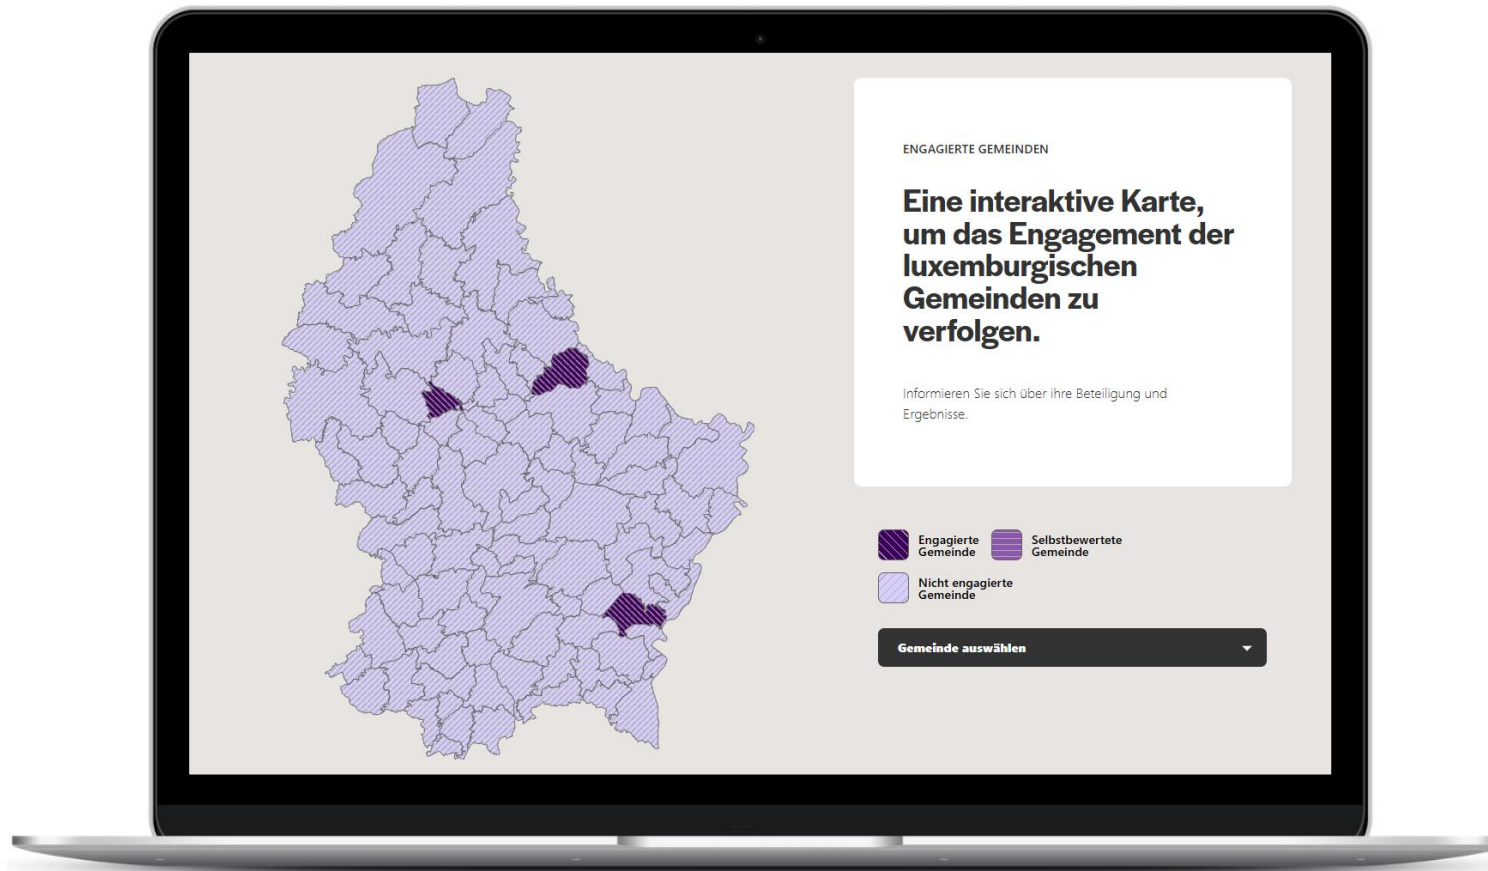 ENGAGIERTE GEMEINDEN
Eine interaktive Karte,
um das Engagement der
luxemburgischen
Gemeinden zu
verfolgen.
Informieren Sie sich über ihre Beteiligung und
Ergebnisse.
Engagierte
Gemeinde
Selbstbewertete
Gemeinde
Nicht engagierte
Gemeinde
Gemeinde auswählen